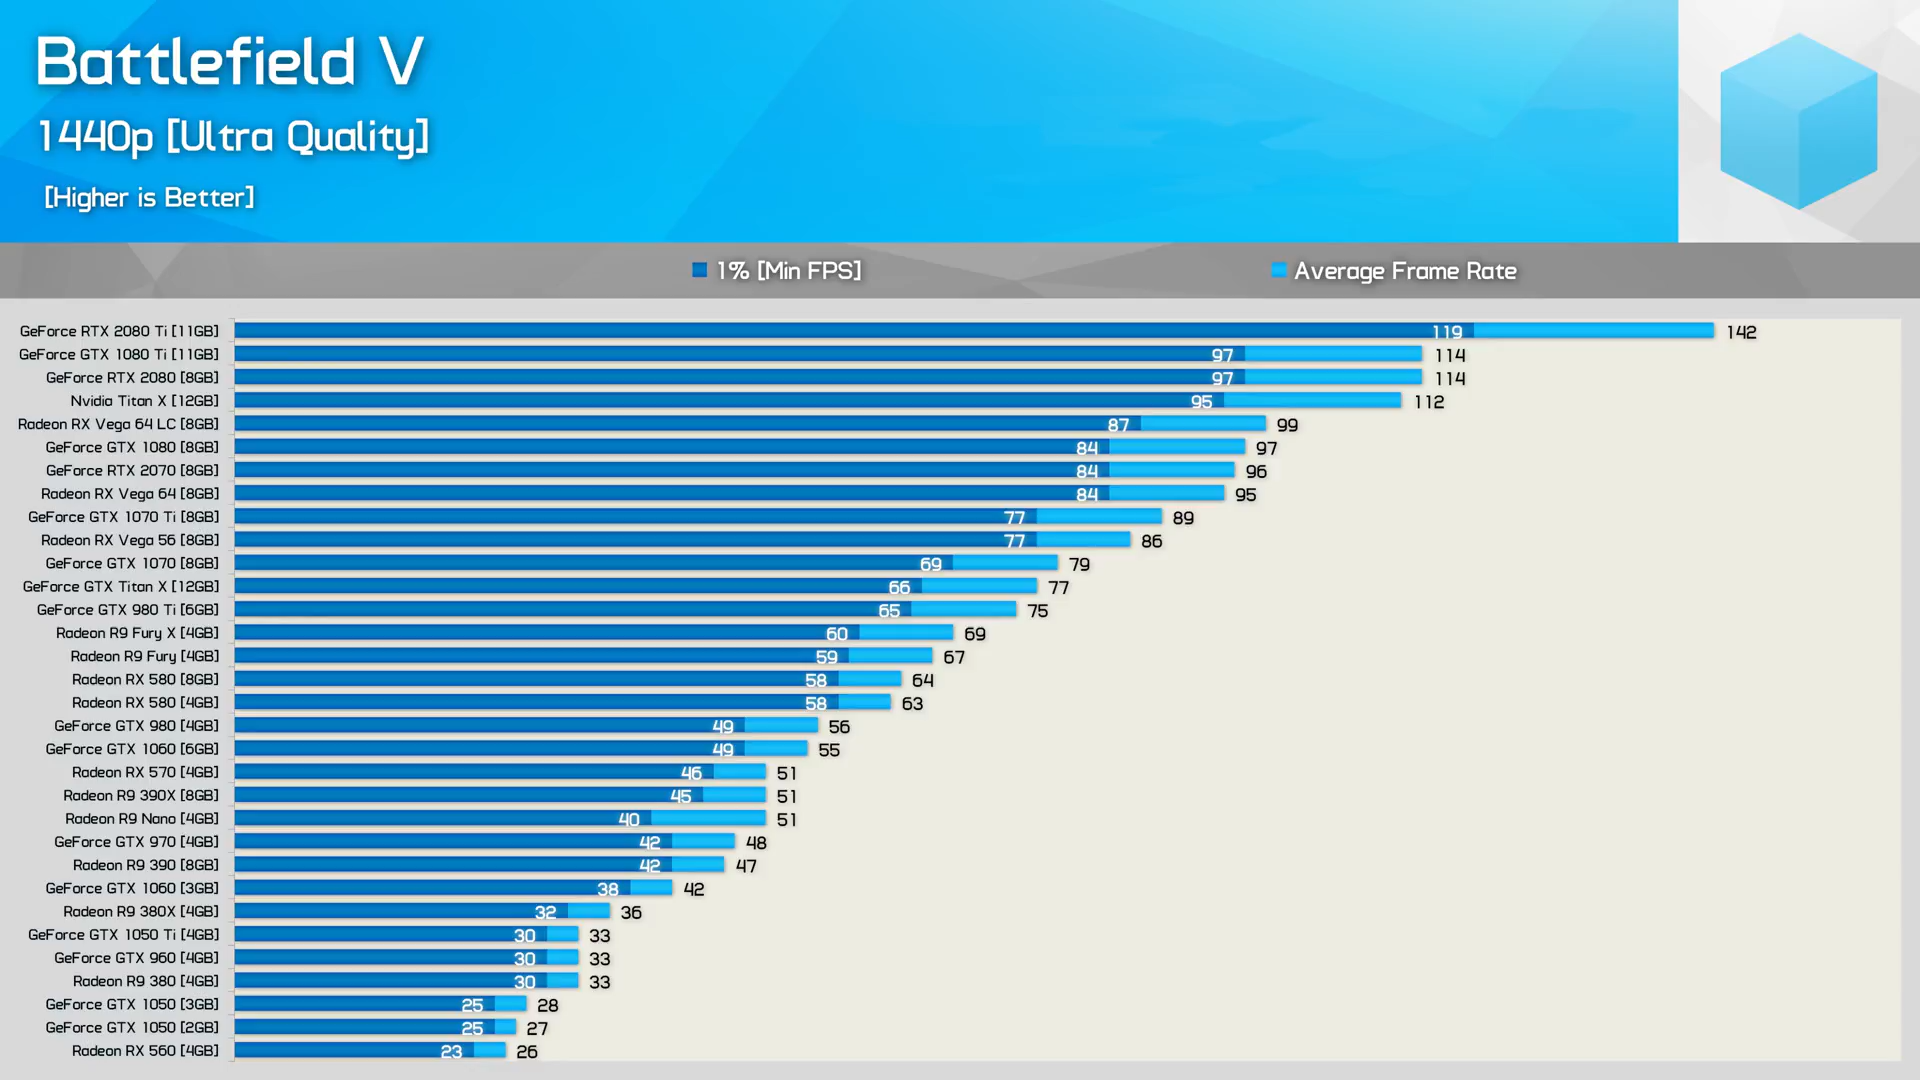 Battlefield V
1440p [Ultra Quality]
[Higher is Better]
1% [Min FPS] Average Frame Rate
GeForce RTX 2080 Ti [11GB] 119 142
GeForce GTX 1080 Ti [11GB] 97 114
GeForce RTX 2080 [8GB] 97 114
Nvidia Titan X [12GB] 95 112
Radeon RX Vega 64 LC [8GB] 87 99
GeForce GTX 1080 [8GB] 84 97
GeForce RTX 2070 [8GB] 84 96
Radeon RX Vega 64 [8GB] 84 95
GeForce GTX 1070 Ti [8GB] 77 89
Radeon RX Vega 56 [8GB] 77 86
GeForce GTX 1070 [8GB] 69 79
GeForce GTX Titan X [12GB] 66 77
GeForce GTX 980 Ti [6GB] 65 75
Radeon R9 Fury X [4GB] 60 69
Radeon R9 Fury [4GB] 59 67
Radeon RX 580 [8GB] 58 64
Radeon RX 580 [4GB] 58 63
GeForce GTX 980 [4GB] 49 56
GeForce GTX 1060 [6GB] 49 55
Radeon RX 570 [4GB] 46 51
Radeon R9 390X [8GB] 45 51
Radeon R9 Nano [4GB] 40 51
GeForce GTX 970 [4GB] 42 48
Radeon R9 390 [8GB] 42 47
GeForce GTX 1060 [3GB] 38 42
Radeon R9 380X [4GB] 32 36
GeForce GTX 1050 Ti [4GB] 30 33
GeForce GTX 960 [4GB] 30 33
Radeon R9 380 [4GB] 30 33
GeForce GTX 1050 [3GB] 25 28
GeForce GTX 1050 [2GB] 25 27
Radeon RX 560 [4GB] 23 26